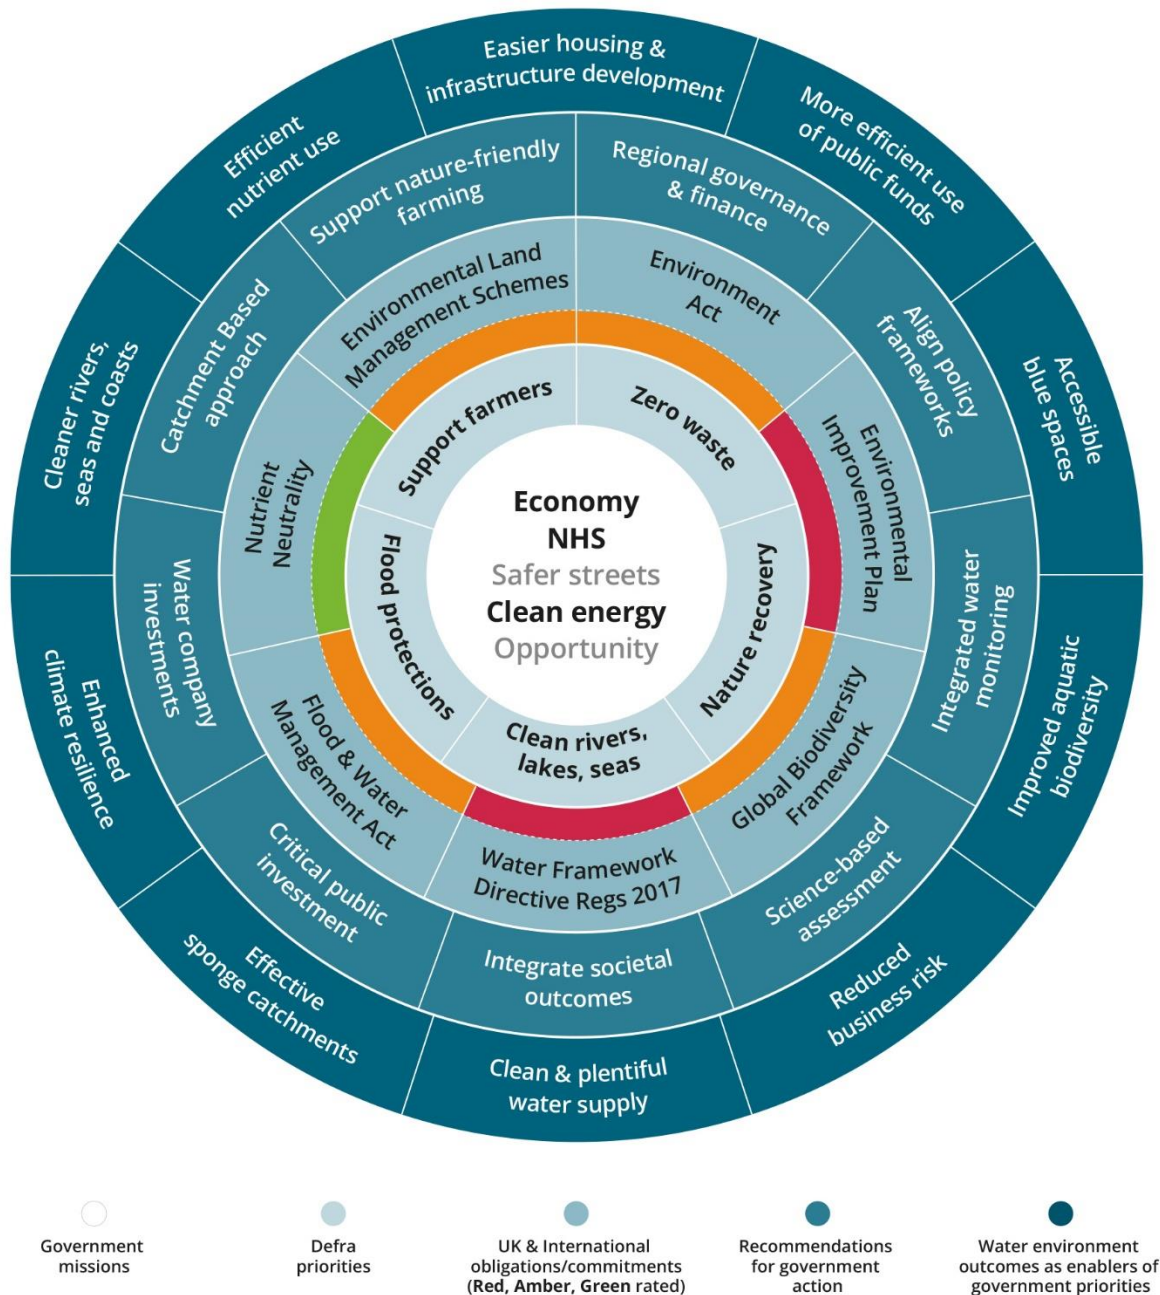 Easier housing &
infrastructure development
More efficient use
of public funds
Accessible
blue spaces
Improved aquatic
biodiversity
Reduced
business risk
Clean & plentiful
water supply
Effective
sponge catchments
Enhanced
climate resilience
Cleaner rivers,
seas and coasts
Efficient
nutrient use
Support nature-friendly
farming
Regional governance
& finance
Align policy
frameworks
Integrated water
monitoring
Science-based
assessment
Integrate societal
outcomes
Critical public
investment
Water company
investments
Catchment Based
approach
Environmental Land
Management Schemes
Environment
Act
Environmental
Improvement Plan
Global Biodiversity
Framework
Water Framework
Directive Regs 2017
Flood & Water
Management Act
Nutrient
Neutrality
Support farmers
Zero waste
Nature recovery
Clean rivers,
lakes, seas
Flood protections
Economy
NHS
Safer streets
Clean energy
Opportunity
Government
missions
Defra
priorities
UK & International
obligations/commitments
(Red, Amber, Green rated)
Recommendations
for government
action
Water environment
outcomes as enablers of
government priorities